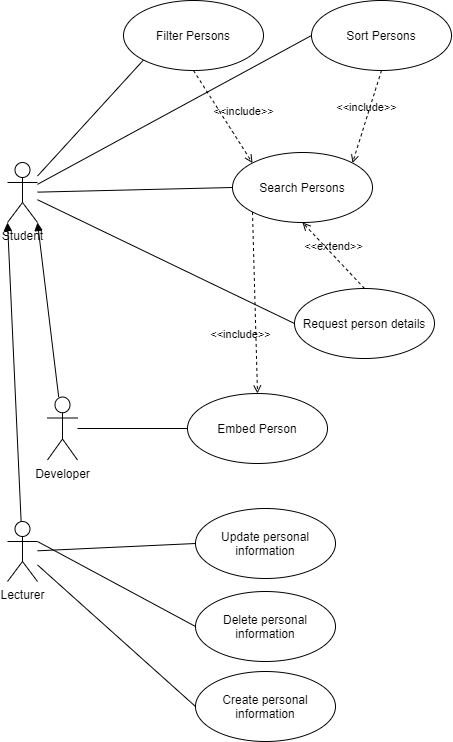 Filter Persons
Sort Persons
<<include>>
<<include>>
Search Persons
Student
<<extend>>
Request person details
<<include>>
Embed Person
Developer
Update personal
information
Lecturer
Delete personal
information
Create personal
information